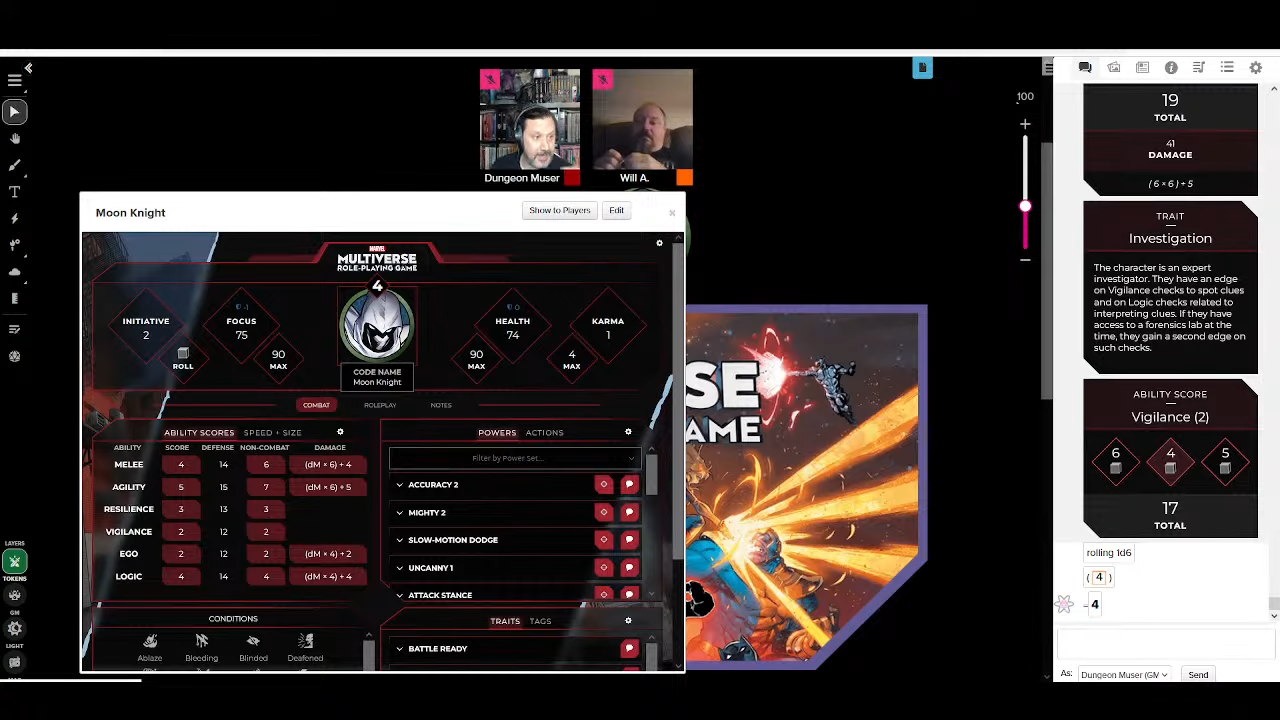 Dungeon Muser
Will A.
100
Moon Knight
Show to Players
Edit
×
MARVEL
MULTIVERSE
ROLE-PLAYING GAME
4
INITIATIVE
2
ROLL
-1
FOCUS
75
90
MAX
CODE NAME
Moon Knight
0
HEALTH
74
90
MAX
KARMA
1
4
MAX
COMBAT
ROLEPLAY
NOTES
ABILITY SCORES SPEED + SIZE
ABILITY SCORE DEFENSE NON-COMBAT DAMAGE
MELEE 4 14 6 (dM × 6) + 4
AGILITY 5 15 7 (dM × 6) + 5
RESILIENCE 3 13 3
VIGILANCE 2 12 2
EGO 2 12 2 (dM × 4) + 2
LOGIC 4 14 4 (dM × 4) + 4
CONDITIONS
Ablaze Bleeding Blinded Deafened
POWERS ACTIONS
Filter by Power Set...
ACCURACY 2
MIGHTY 2
SLOW-MOTION DODGE
UNCANNY 1
ATTACK STANCE
TRAITS TAGS
BATTLE READY
SE
AME
LAYERS
TOKENS
GM
LIGHT
19
TOTAL
41
DAMAGE
(6 × 6) + 5
TRAIT
Investigation
The character is an expert
investigator. They have an edge
on Vigilance checks to spot clues
and on Logic checks related to
interpreting clues. If they have
access to a forensics lab at the
time, they gain a second edge on
such checks.
ABILITY SCORE
Vigilance (2)
6 4 5
17
TOTAL
rolling 1d6
( 4 )
= 4
As: Dungeon Muser (GM
Send